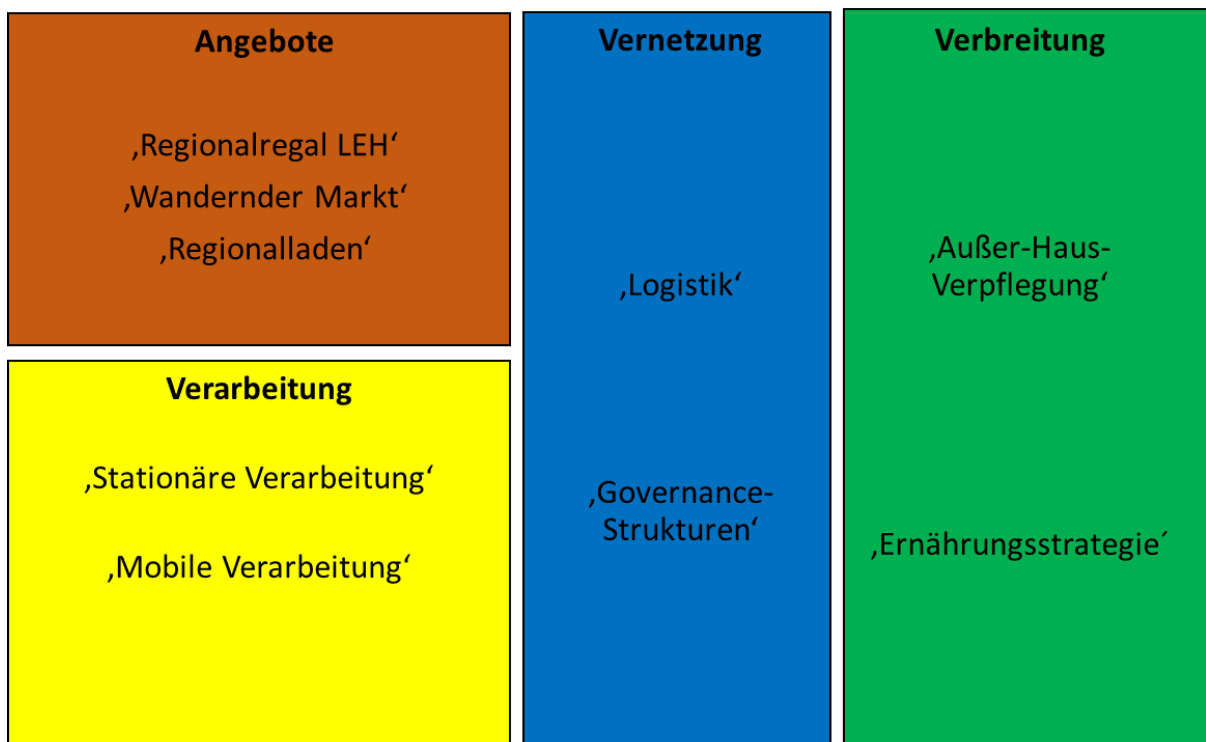 Angebote
‚Regionalregal LEH‘
‚Wandernder Markt‘
‚Regionalladen‘
Verarbeitung
‚Stationäre Verarbeitung‘
‚Mobile Verarbeitung‘
Vernetzung
‚Logistik‘
‚Governance-
Strukturen‘
Verbreitung
‚Außer-Haus-
Verpflegung‘
‚Ernährungsstrategie´